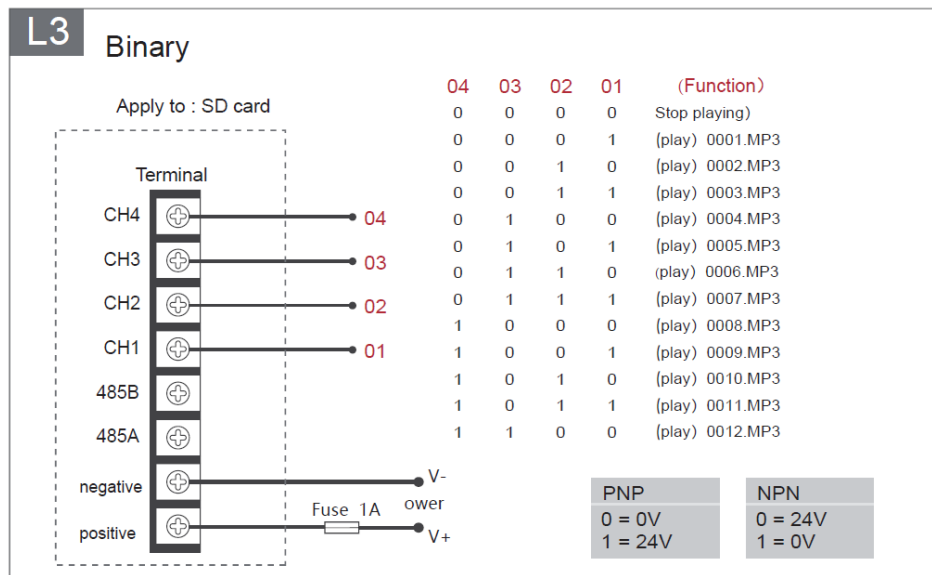 L3
Binary
Apply to : SD card
Terminal
CH4
04
CH3
03
CH2
02
CH1
01
485B
485A
negative
V-
ower
Fuse 1A
positive
V+
04 03 02 01 (Function）
0 0 0 0 Stop playing)
0 0 0 1 (play) 0001.MP3
0 0 1 0 (play) 0002.MP3
0 0 1 1 (play) 0003.MP3
0 1 0 0 (play) 0004.MP3
0 1 0 1 (play) 0005.MP3
0 1 1 0 (play) 0006.MP3
0 1 1 1 (play) 0007.MP3
1 0 0 0 (play) 0008.MP3
1 0 0 1 (play) 0009.MP3
1 0 1 0 (play) 0010.MP3
1 0 1 1 (play) 0011.MP3
1 1 0 0 (play) 0012.MP3
PNP
0 = 0V
1 = 24V
NPN
0 = 24V
1 = 0V